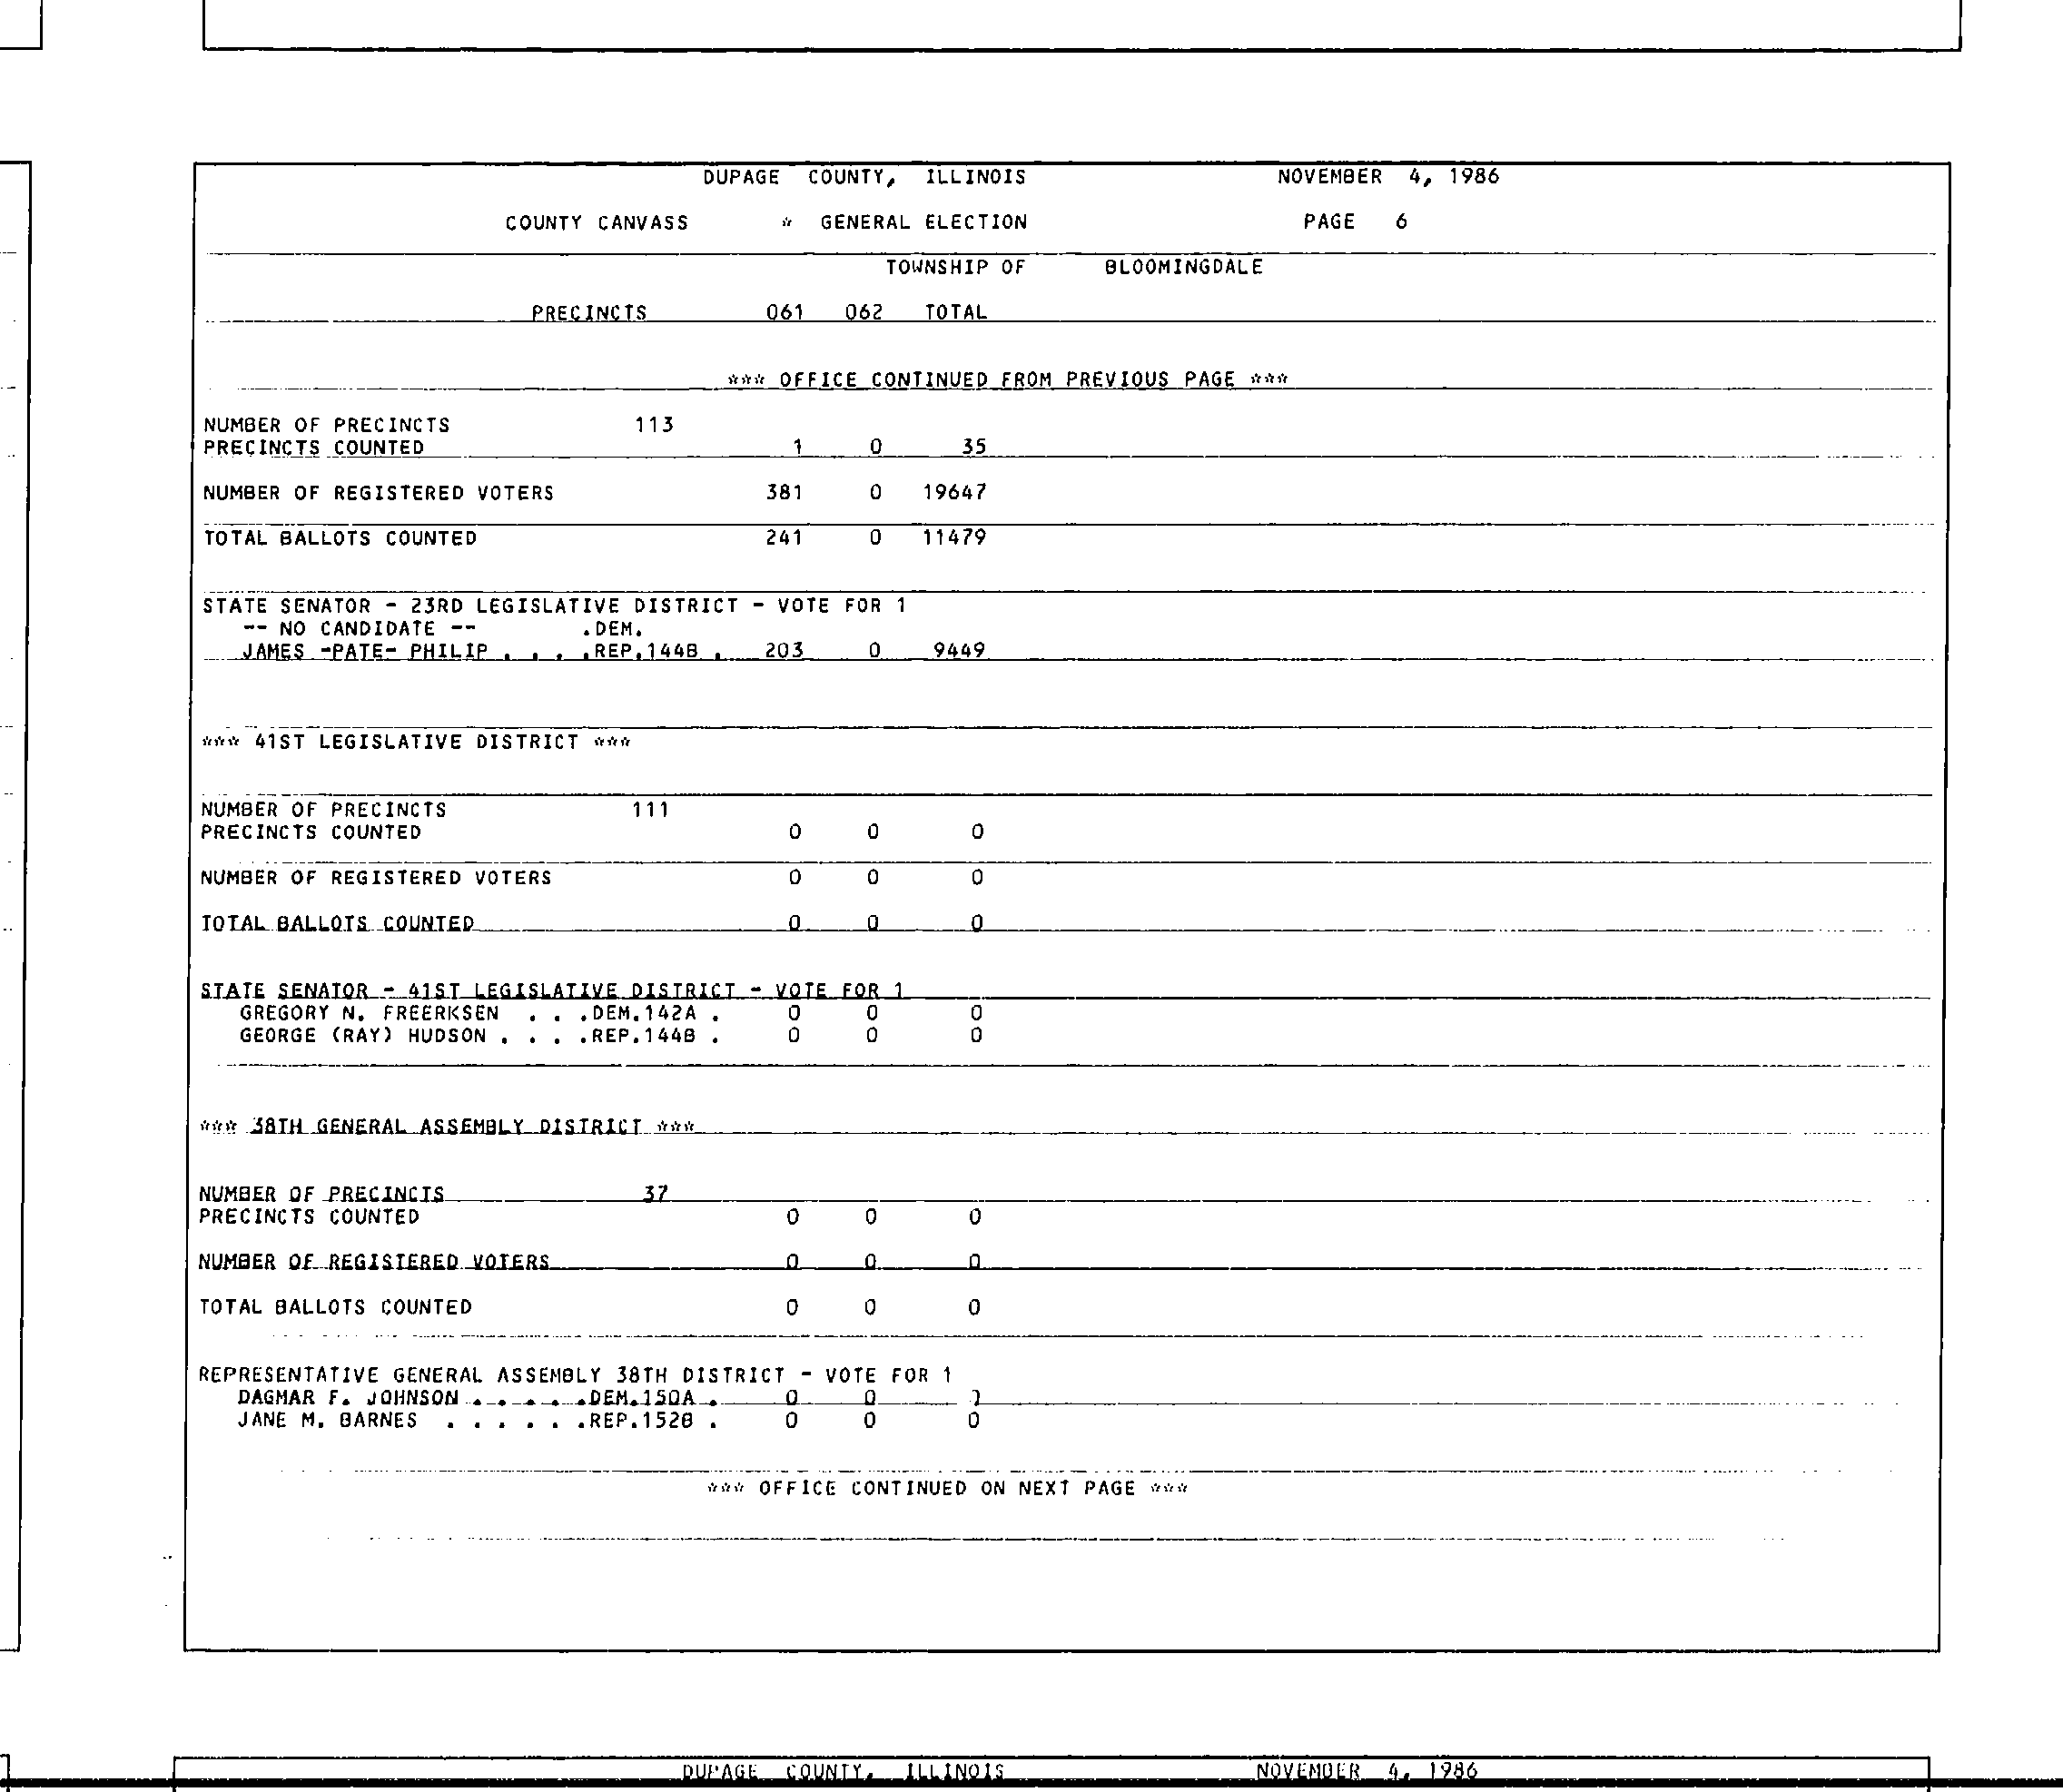 DUPAGE COUNTY, ILLINOIS NOVEMBER 4, 1986
COUNTY CANVASS * GENERAL ELECTION PAGE 6
TOWNSHIP OF BLOOMINGDALE
PRECINCTS 061 062 TOTAL
*** OFFICE CONTINUED FROM PREVIOUS PAGE ***
NUMBER OF PRECINCTS 113
PRECINCTS COUNTED 1 0 35
NUMBER OF REGISTERED VOTERS 381 0 19647
TOTAL BALLOTS COUNTED 241 0 11479
STATE SENATOR - 23RD LEGISLATIVE DISTRICT - VOTE FOR 1
-- NO CANDIDATE -- .DEM.
JAMES -PATE- PHILIP . . . .REP.144B . 203 0 9449
*** 41ST LEGISLATIVE DISTRICT ***
NUMBER OF PRECINCTS 111
PRECINCTS COUNTED 0 0 0
NUMBER OF REGISTERED VOTERS 0 0 0
TOTAL BALLOTS COUNTED 0 0 0
STATE SENATOR - 41ST LEGISLATIVE DISTRICT - VOTE FOR 1
GREGORY N. FREERKSEN . . .DEM.142A . 0 0 0
GEORGE (RAY) HUDSON . . . .REP.144B . 0 0 0
*** 38TH GENERAL ASSEMBLY DISTRICT ***
NUMBER OF PRECINCTS 37
PRECINCTS COUNTED 0 0 0
NUMBER OF REGISTERED VOTERS 0 0 0
TOTAL BALLOTS COUNTED 0 0 0
REPRESENTATIVE GENERAL ASSEMBLY 38TH DISTRICT - VOTE FOR 1
DAGMAR F. JOHNSON . . . . .DEM.150A . 0 0
JANE M. BARNES . . . . . .REP.152B . 0 0 0
*** OFFICE CONTINUED ON NEXT PAGE ***
DUPAGE COUNTY, ILLINOIS NOVEMBER 4, 1986